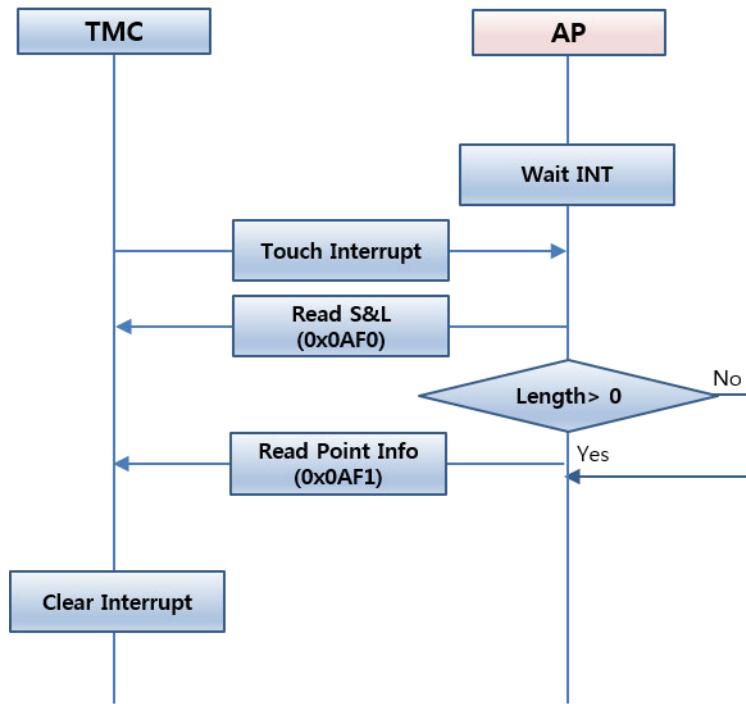 TMC
AP
Wait INT
Touch Interrupt
Read S&L
(0x0AF0)
Length> 0
No
Read Point Info
(0x0AF1)
Yes
Clear Interrupt